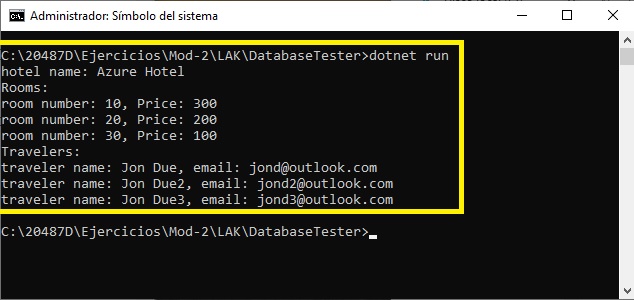 Administrador: Símbolo del sistema
C:\20487D\Ejercicios\Mod-2\LAK\DatabaseTester>dotnet run
hotel name: Azure Hotel
Rooms:
room number: 10, Price: 300
room number: 20, Price: 200
room number: 30, Price: 100
Travelers:
traveler name: Jon Due, email: jond@outlook.com
traveler name: Jon Due2, email: jond2@outlook.com
traveler name: Jon Due3, email: jond3@outlook.com
C:\20487D\Ejercicios\Mod-2\LAK\DatabaseTester>